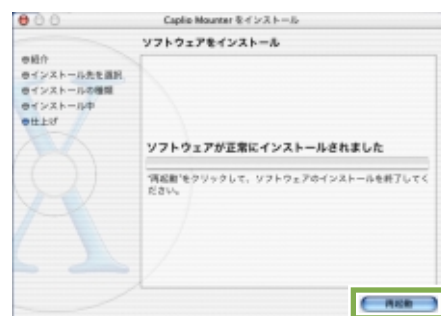 Caplio Mounter をインストール
ソフトウェアをインストール
紹介
インストール先を選択
インストールの種類
インストール中
仕上げ
ソフトウェアが正常にインストールされました
"再起動"をクリックして、ソフトウェアのインストールを終了してく
ださい。
再起動